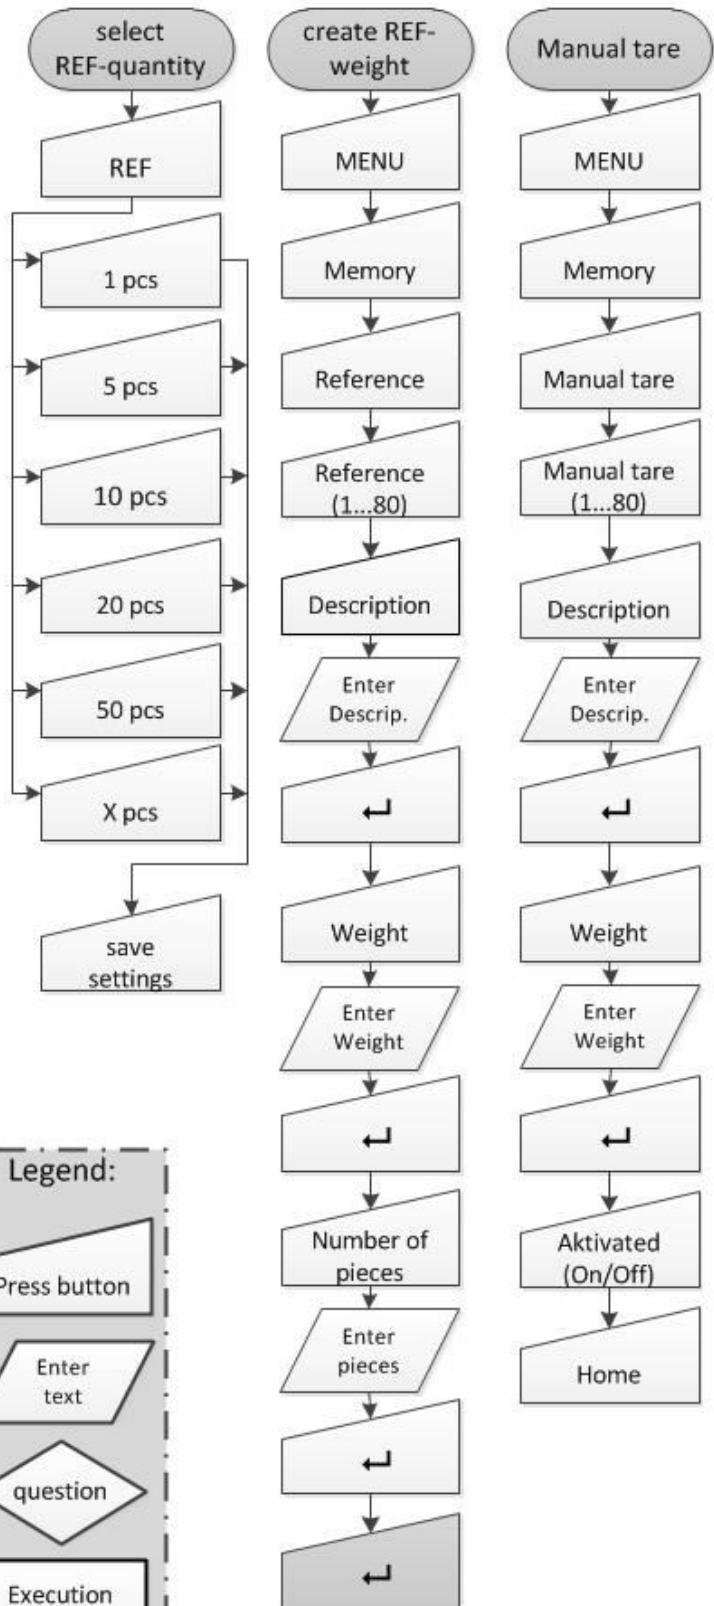 select
REF-quantity
REF
1 pcs
5 pcs
10 pcs
20 pcs
50 pcs
X pcs
save
settings
create REF-
weight
MENU
Memory
Reference
Reference
(1...80)
Description
Enter
Descrip.
↵
Weight
Enter
Weight
↵
Number of
pieces
Enter
pieces
↵
↵
Manual tare
MENU
Memory
Manual tare
Manual tare
(1...80)
Description
Enter
Descrip.
↵
Weight
Enter
Weight
↵
Aktivated
(On/Off)
Home
Legend:
Press button
Enter
text
question
Execution